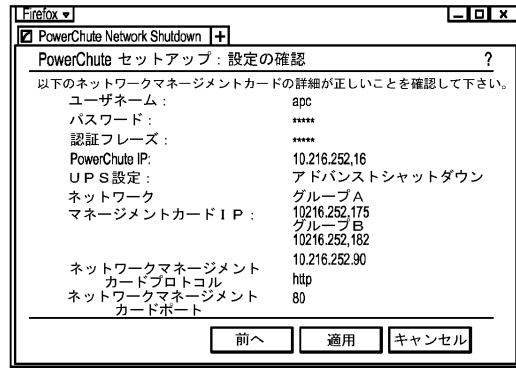 Firefox
PowerChute Network Shutdown
PowerChute セットアップ：設定の確認 ?
以下のネットワークマネージメントカードの詳細が正しいことを確認して下さい。
ユーザネーム： apc
パスワード： *****
認証フレーズ： *****
PowerChute IP: 10.216.252,16
ＵＰＳ設定： アドバンストシャットダウン
ネットワーク グループＡ
マネージメントカードＩＰ： 10216.252,175
グループＢ
10216.252,182
10.216.252.90
ネットワークマネージメント
カードプロトコル http
ネットワークマネージメント 80
カードポート
前へ 適用 キャンセル